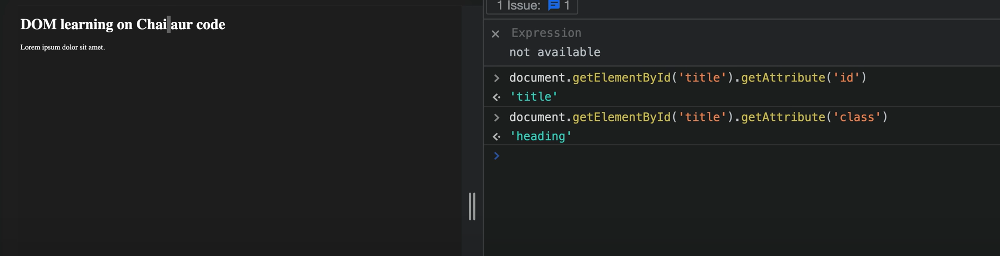 DOM learning on Chai aur code
Lorem ipsum dolor sit amet.
1 Issue: 1
Expression
not available
document.getElementById('title').getAttribute('id')
'title'
document.getElementById('title').getAttribute('class')
'heading'